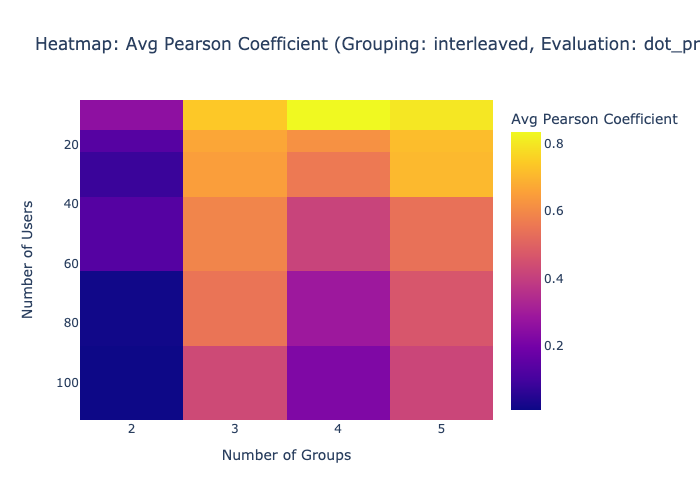 Heatmap: Avg Pearson Coefficient (Grouping: interleaved, Evaluation: dot_pr
Avg Pearson Coefficient
Number of Users
20
40
60
80
100
0.8
0.6
0.4
0.2
2 3 4 5
Number of Groups